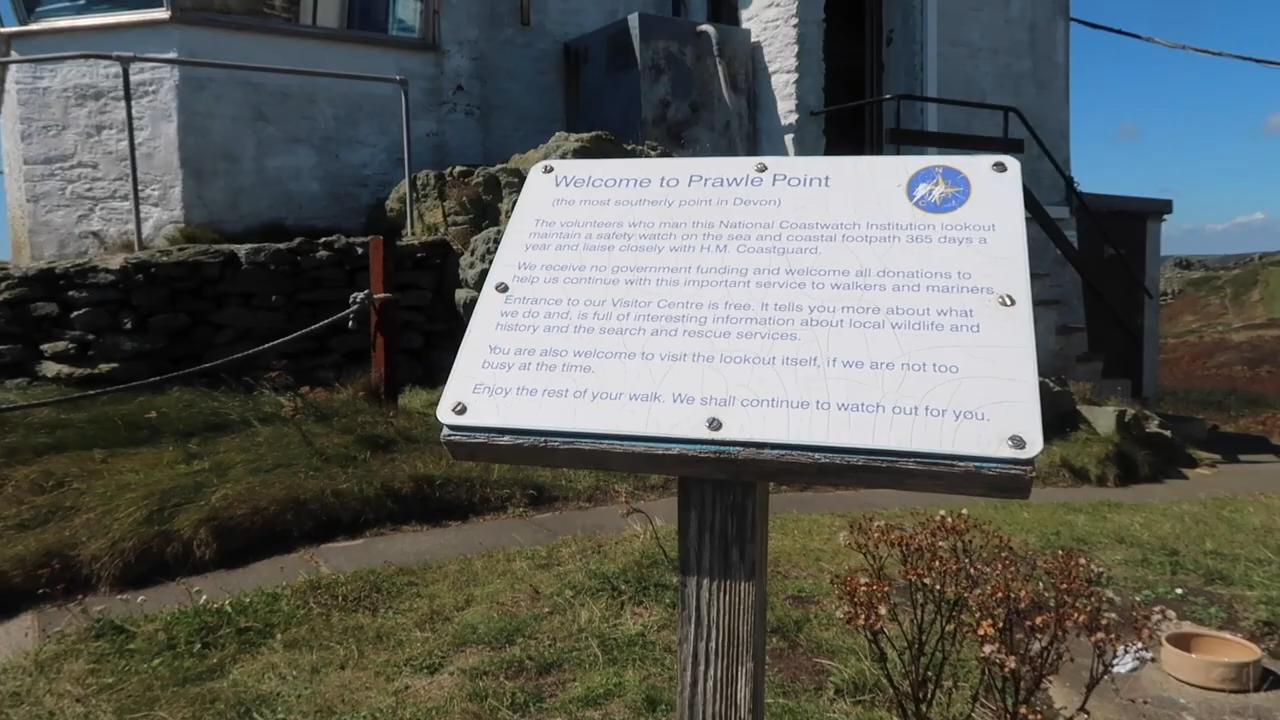 Welcome to Prawle Point
(the most southerly point in Devon)
The volunteers who man this National Coastwatch Institution lookout
maintain a safety watch on the sea and coastal footpath 365 days a
year and liaise closely with H.M. Coastguard.
We receive no government funding and welcome all donations to
help us continue with this important service to walkers and mariners.
Entrance to our Visitor Centre is free. It tells you more about what
we do and, is full of interesting information about local wildlife and
history and the search and rescue services.
You are also welcome to visit the lookout itself, if we are not too
busy at the time.
Enjoy the rest of your walk. We shall continue to watch out for you.